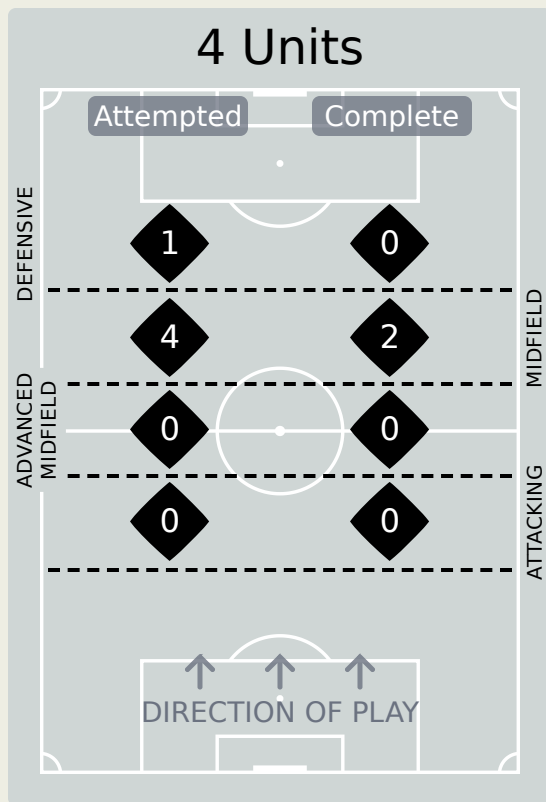 4 Units
Attempted Complete
DEFENSIVE
1 0
MIDFIELD
4 2
ADVANCED
MIDFIELD
0 0
ATTACKING
0 0
DIRECTION OF PLAY